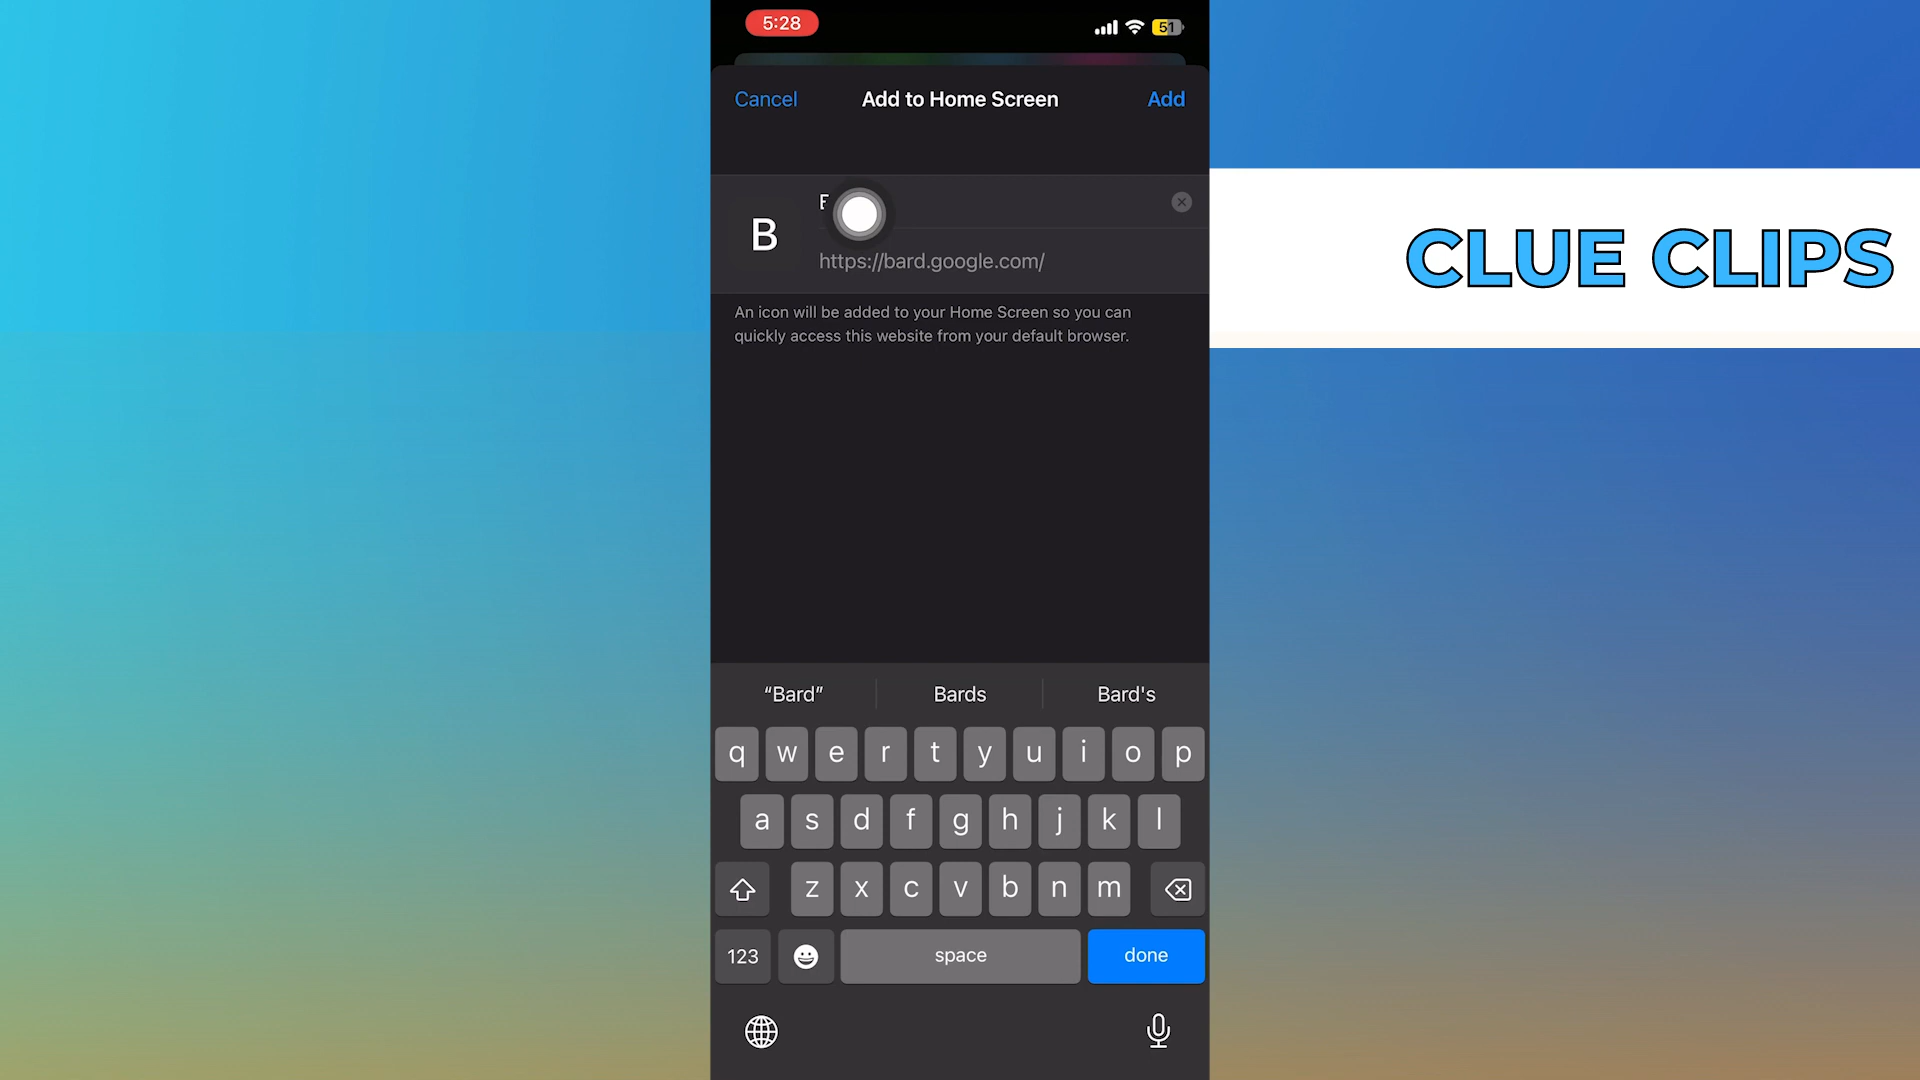 5:28
51
Cancel
Add to Home Screen
Add
B
https://bard.google.com/
An icon will be added to your Home Screen so you can
quickly access this website from your default browser.
CLUE CLIPS
“Bard”
Bards
Bard's
q w e r t y u i o p
a s d f g h j k l
z x c v b n m
123
space
done